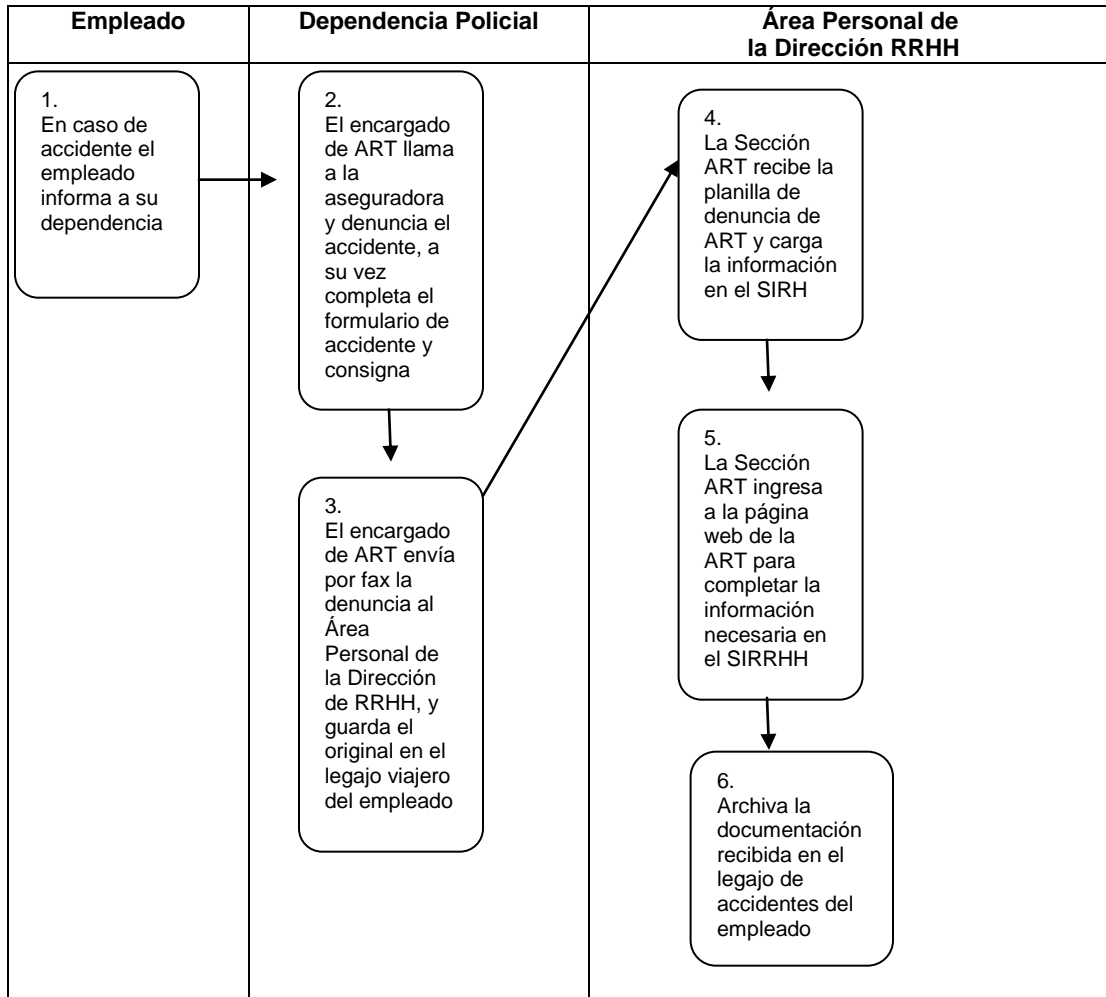 Empleado
Dependencia Policial
Área Personal de
la Dirección RRHH
1.
En caso de
accidente el
empleado
informa a su
dependencia
2.
El encargado
de ART llama
a la
aseguradora
y denuncia el
accidente, a
su vez
completa el
formulario de
accidente y
consigna
3.
El encargado
de ART envía
por fax la
denuncia al
Área
Personal de
la Dirección
de RRHH, y
guarda el
original en el
legajo viajero
del empleado
4.
La Sección
ART recibe la
planilla de
denuncia de
ART y carga
la información
en el SIRH
5.
La Sección
ART ingresa
a la página
web de la
ART para
completar la
información
necesaria en
el SIRRHH
6.
Archiva la
documentación
recibida en el
legajo de
accidentes del
empleado